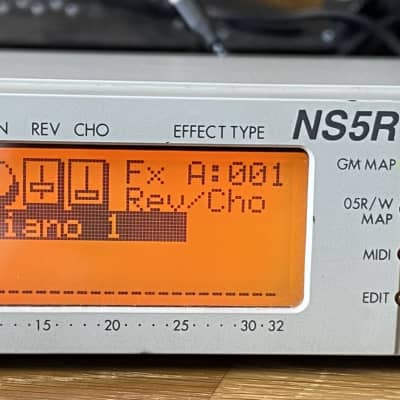 N REV CHO EFFECT TYPE NS5R
Fx A:001
Rev/Cho
iano 1
GM MAP
05R/W
MAP
MIDI
EDIT
15 20 25 30 32